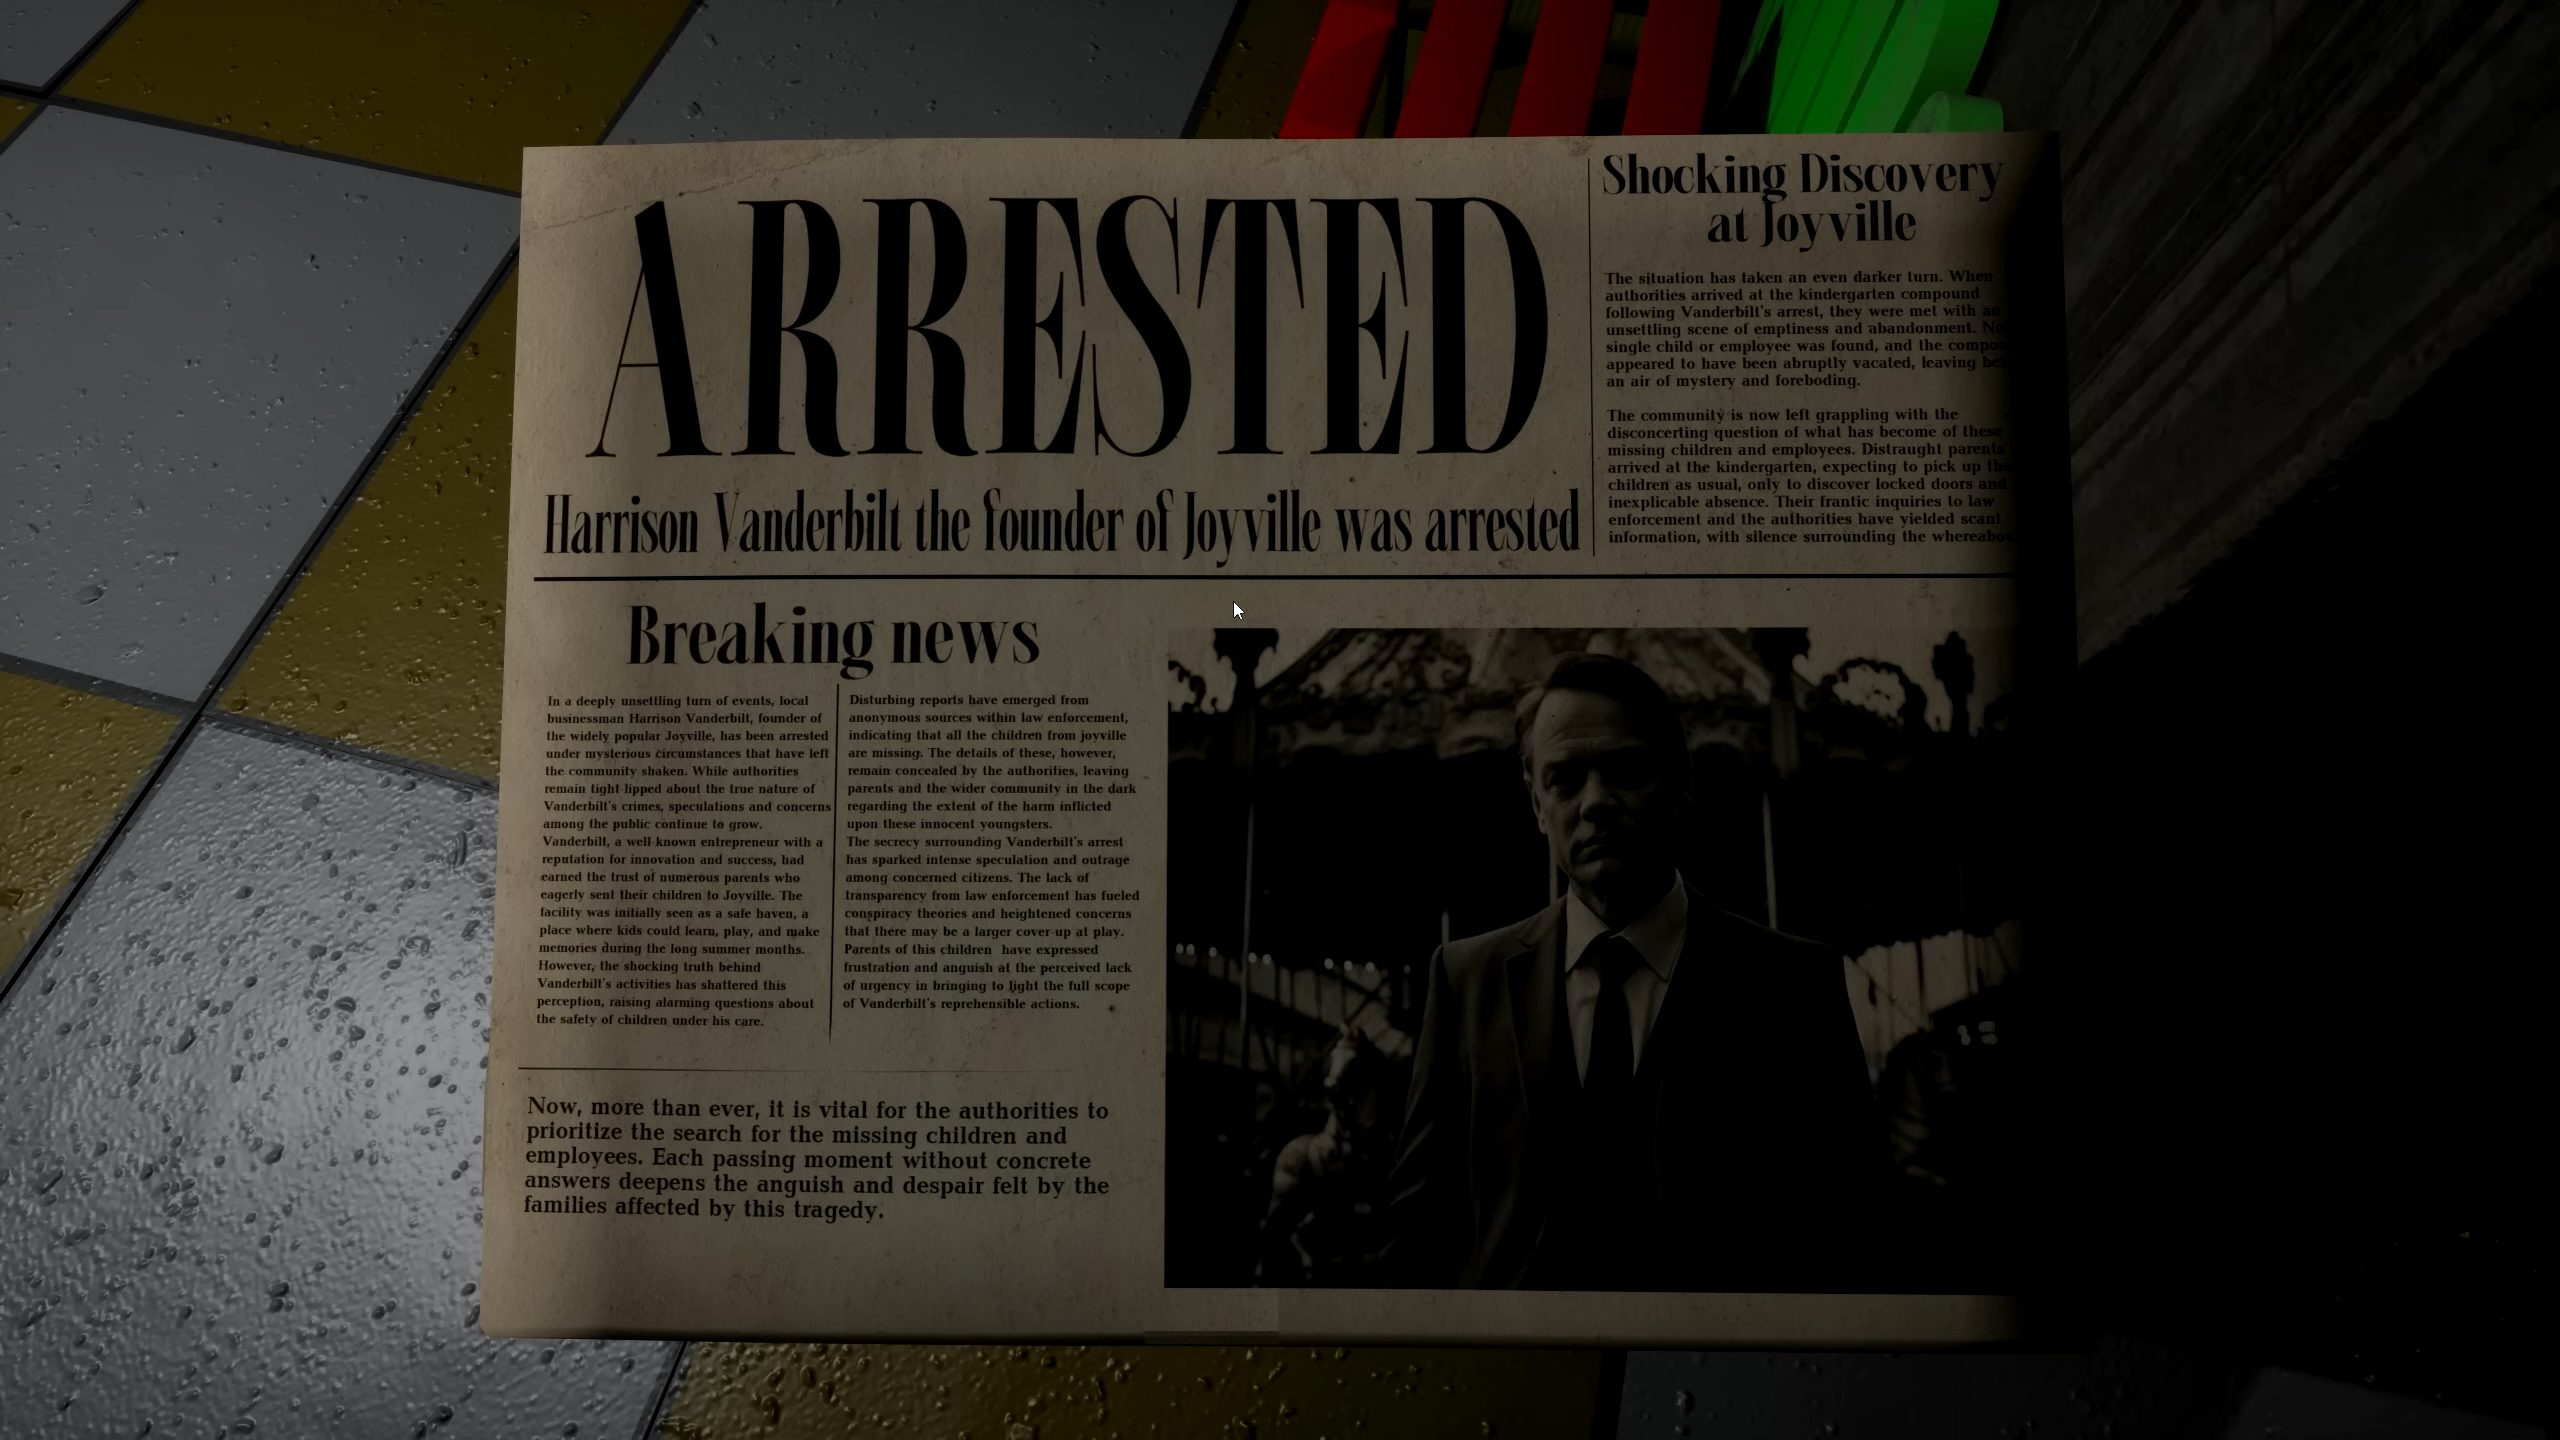 ARRESTED
Harrison Vanderbilt the founder of Joyville was arrested
Shocking Discovery
at Joyville
The situation has taken an even darker turn. When
authorities arrived at the kindergarten compound
following Vanderbilt's arrest, they were met with an
unsettling scene of emptiness and abandonment.
single child or employee was found, and the
appeared to have been abruptly vacated, leaving
an air of mystery and foreboding.
The community is now left grappling with the
disconcerting question of what has become of these
missing children and employees. Distraught parents
arrived at the kindergarten, expecting to pick up
children as usual, only to discover locked doors and
inexplicable absence. Their frantic inquiries to law
enforcement and the authorities have yielded scant
information, with silence surrounding the
Breaking news
In a deeply unsettling turn of events, local
businessman Harrison Vanderbilt, founder of
the widely popular Joyville, has been arrested
under mysterious circumstances that have left
the community shaken. While authorities
remain tight-lipped about the true nature of
Vanderbilt's crimes, speculations and concerns
among the public continue to grow.
Vanderbilt, a well-known entrepreneur with a
reputation for innovation and success, had
earned the trust of numerous parents who
eagerly sent their children to Joyville. The
facility was initially seen as a safe haven, a
place where kids could learn, play, and make
memories during the long summer months.
However, the shocking truth behind
Vanderbilt's activities has shattered this
perception, raising alarming questions about
the safety of children under his care.
Disturbing reports have emerged from
anonymous sources within law enforcement,
indicating that all the children from joyville
are missing. The details of these, however,
remain concealed by the authorities, leaving
parents and the wider community in the dark
regarding the extent of the harm inflicted
upon these innocent youngsters.
The secrecy surrounding Vanderbilt's arrest
has sparked intense speculation and outrage
among concerned citizens. The lack of
transparency from law enforcement has fueled
conspiracy theories and heightened concerns
that there may be a larger cover-up at play.
Parents of this children have expressed
frustration and anguish at the perceived lack
of urgency in bringing to light the full scope
of Vanderbilt's reprehensible actions.
Now, more than ever, it is vital for the authorities to
prioritize the search for the missing children and
employees. Each passing moment without concrete
answers deepens the anguish and despair felt by the
families affected by this tragedy.